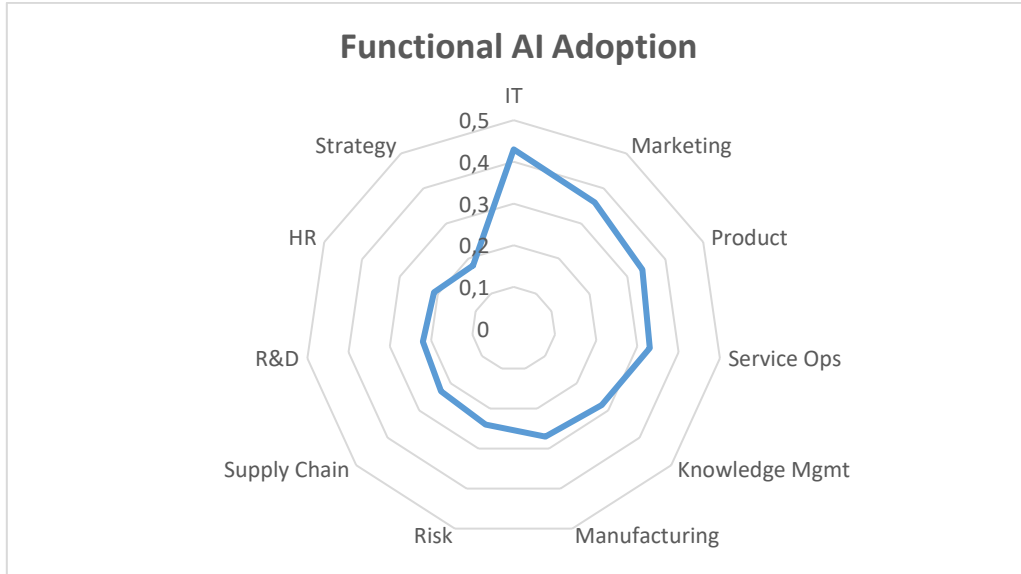 Functional AI Adoption
IT
Marketing
Product
Service Ops
Knowledge Mgmt
Manufacturing
Risk
Supply Chain
R&D
HR
Strategy
0,5
0,4
0,3
0,2
0,1
0